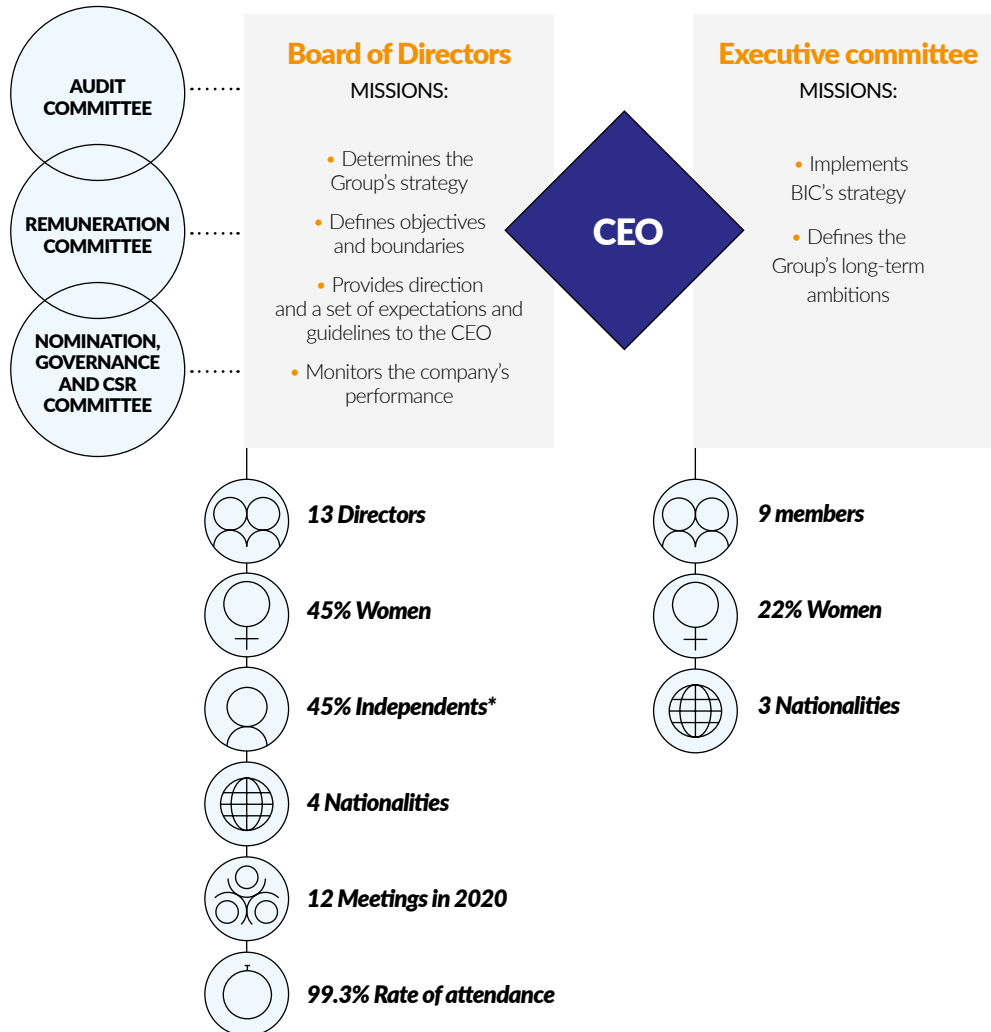 AUDIT
COMMITTEE
REMUNERATION
COMMITTEE
NOMINATION,
GOVERNANCE
AND CSR
COMMITTEE
Board of Directors
MISSIONS:
• Determines the
Group's strategy
• Defines objectives
and boundaries
• Provides direction
and a set of expectations and
guidelines to the CEO
• Monitors the company's
performance
CEO
Executive committee
MISSIONS:
• Implements
BIC's strategy
• Defines the
Group's long-term
ambitions
13 Directors
45% Women
45% Independents*
4 Nationalities
12 Meetings in 2020
99.3% Rate of attendance
9 members
22% Women
3 Nationalities